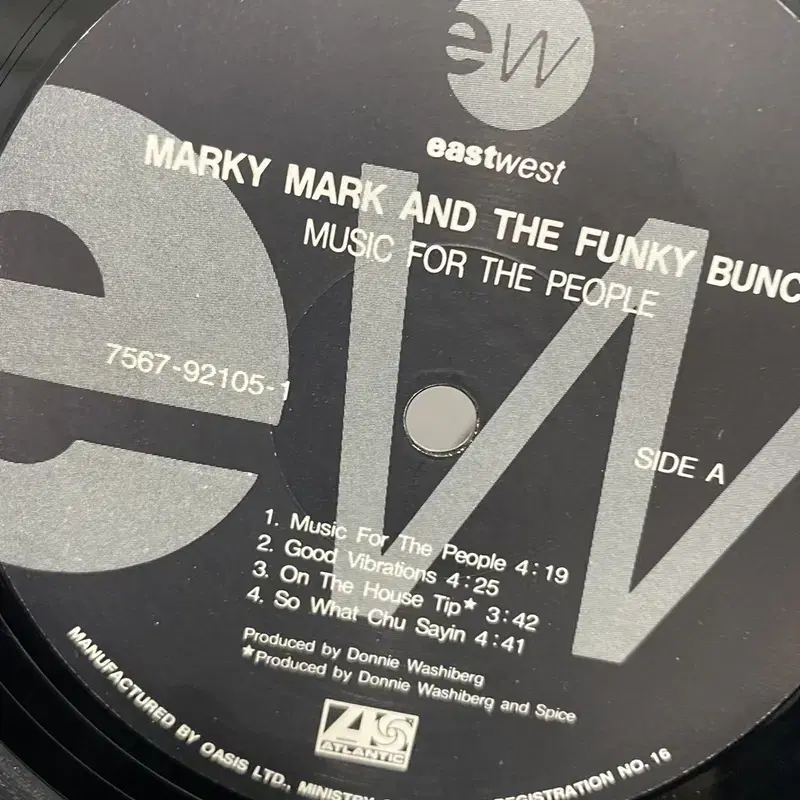 ew
eastwest
MARKY MARK AND THE FUNKY BUNC
MUSIC FOR THE PEOPLE
7567-92105-1
SIDE A
1. Music For The People 4:19
2. Good Vibrations 4:25
3. On The House Tip★ 3:42
4. So What Chu Sayin 4:41
Produced by Donnie Washiberg
★Produced by Donnie Washiberg and Spice
ATLANTIC
MANUFACTURED BY OASIS LTD., MINISTRY REGISTRATION NO. 16